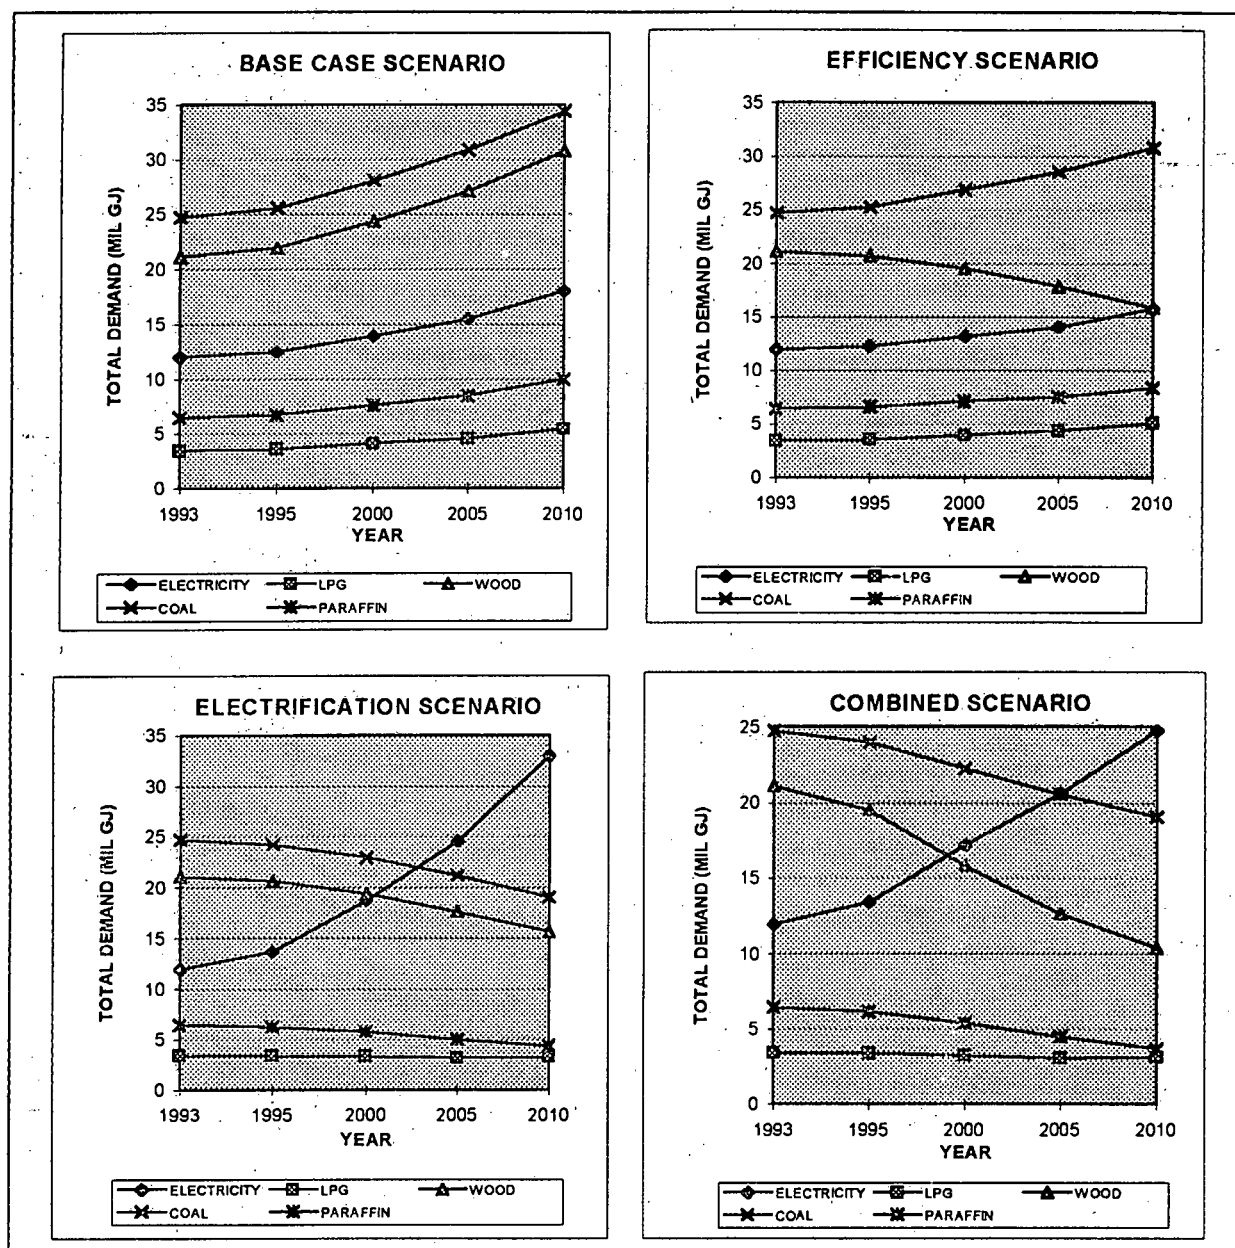 BASE CASE SCENARIO
TOTAL DEMAND (MIL GJ)
35
30
25
20
15
10
5
0
1993 1995 2000 2005 2010
YEAR
ELECTRICITY LPG WOOD
COAL PARAFFIN
EFFICIENCY SCENARIO
TOTAL DEMAND (MIL GJ)
35
30
25
20
15
10
5
0
1993 1995 2000 2005 2010
YEAR
ELECTRICITY LPG WOOD
COAL PARAFFIN
ELECTRIFICATION SCENARIO
TOTAL DEMAND (MIL GJ)
35
30
25
20
15
10
5
0
1993 1995 2000 2005 2010
YEAR
ELECTRICITY LPG WOOD
COAL PARAFFIN
COMBINED SCENARIO
TOTAL DEMAND (MIL GJ)
25
20
15
10
5
0
1993 1995 2000 2005 2010
YEAR
ELECTRICITY LPG WOOD
COAL PARAFFIN